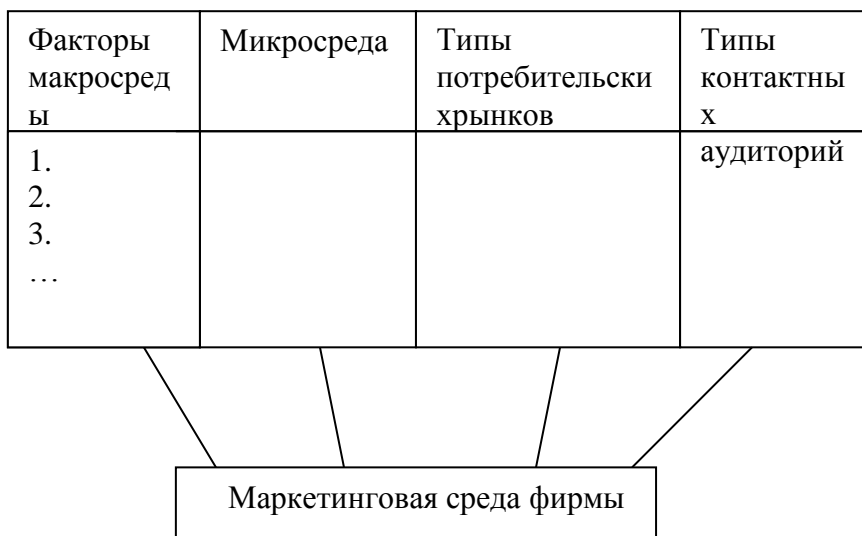 Факторы
макросред
ы
Микросреда
Типы
потребительски
хрынков
Типы
контактны
х
аудиторий
1.
2.
3.
…
Маркетинговая среда фирмы